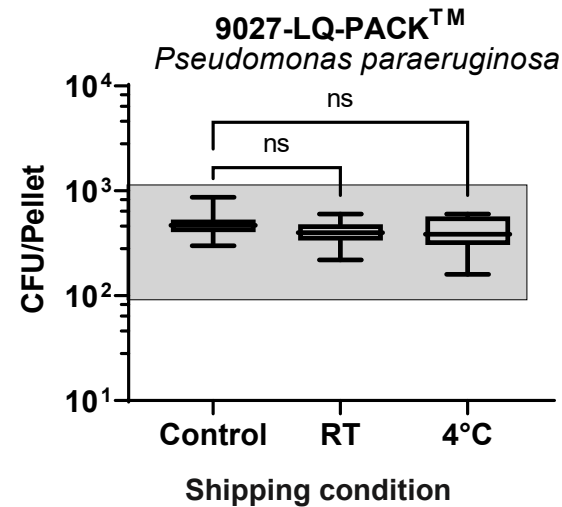 9027-LQ-PACK™
Pseudomonas paraeruginosa
10⁴
ns
ns
10³
CFU/Pellet
10²
10¹
Control RT 4°C
Shipping condition